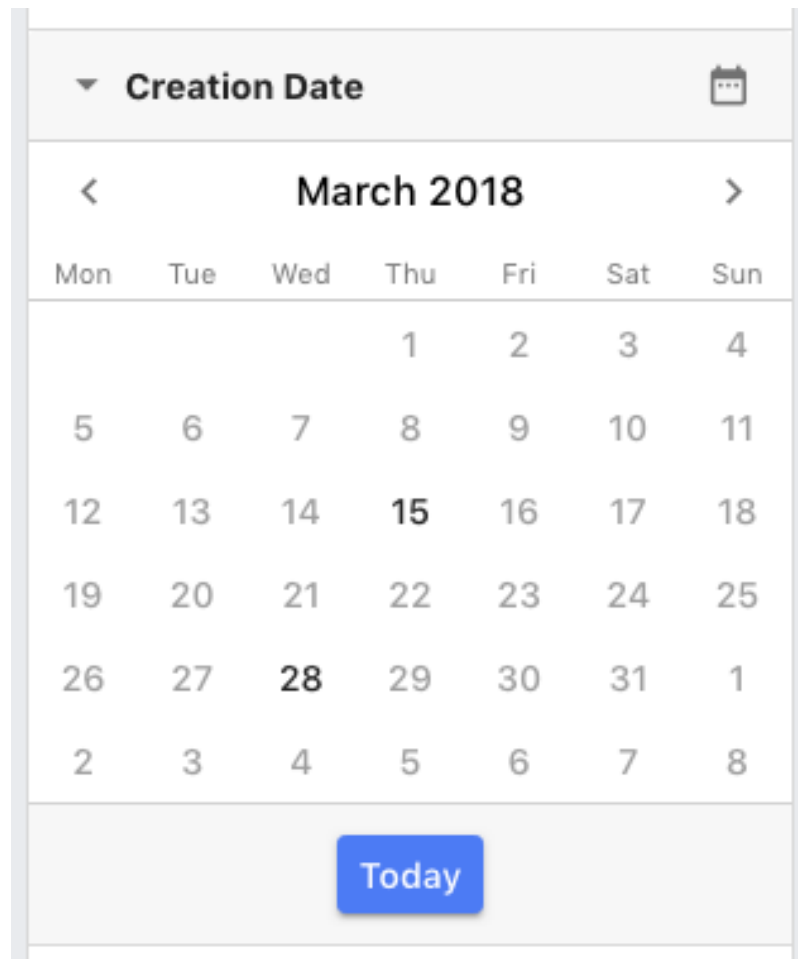 Creation Date
March 2018
Mon Tue Wed Thu Fri Sat Sun
1 2 3 4
5 6 7 8 9 10 11
12 13 14 15 16 17 18
19 20 21 22 23 24 25
26 27 28 29 30 31 1
2 3 4 5 6 7 8
Today